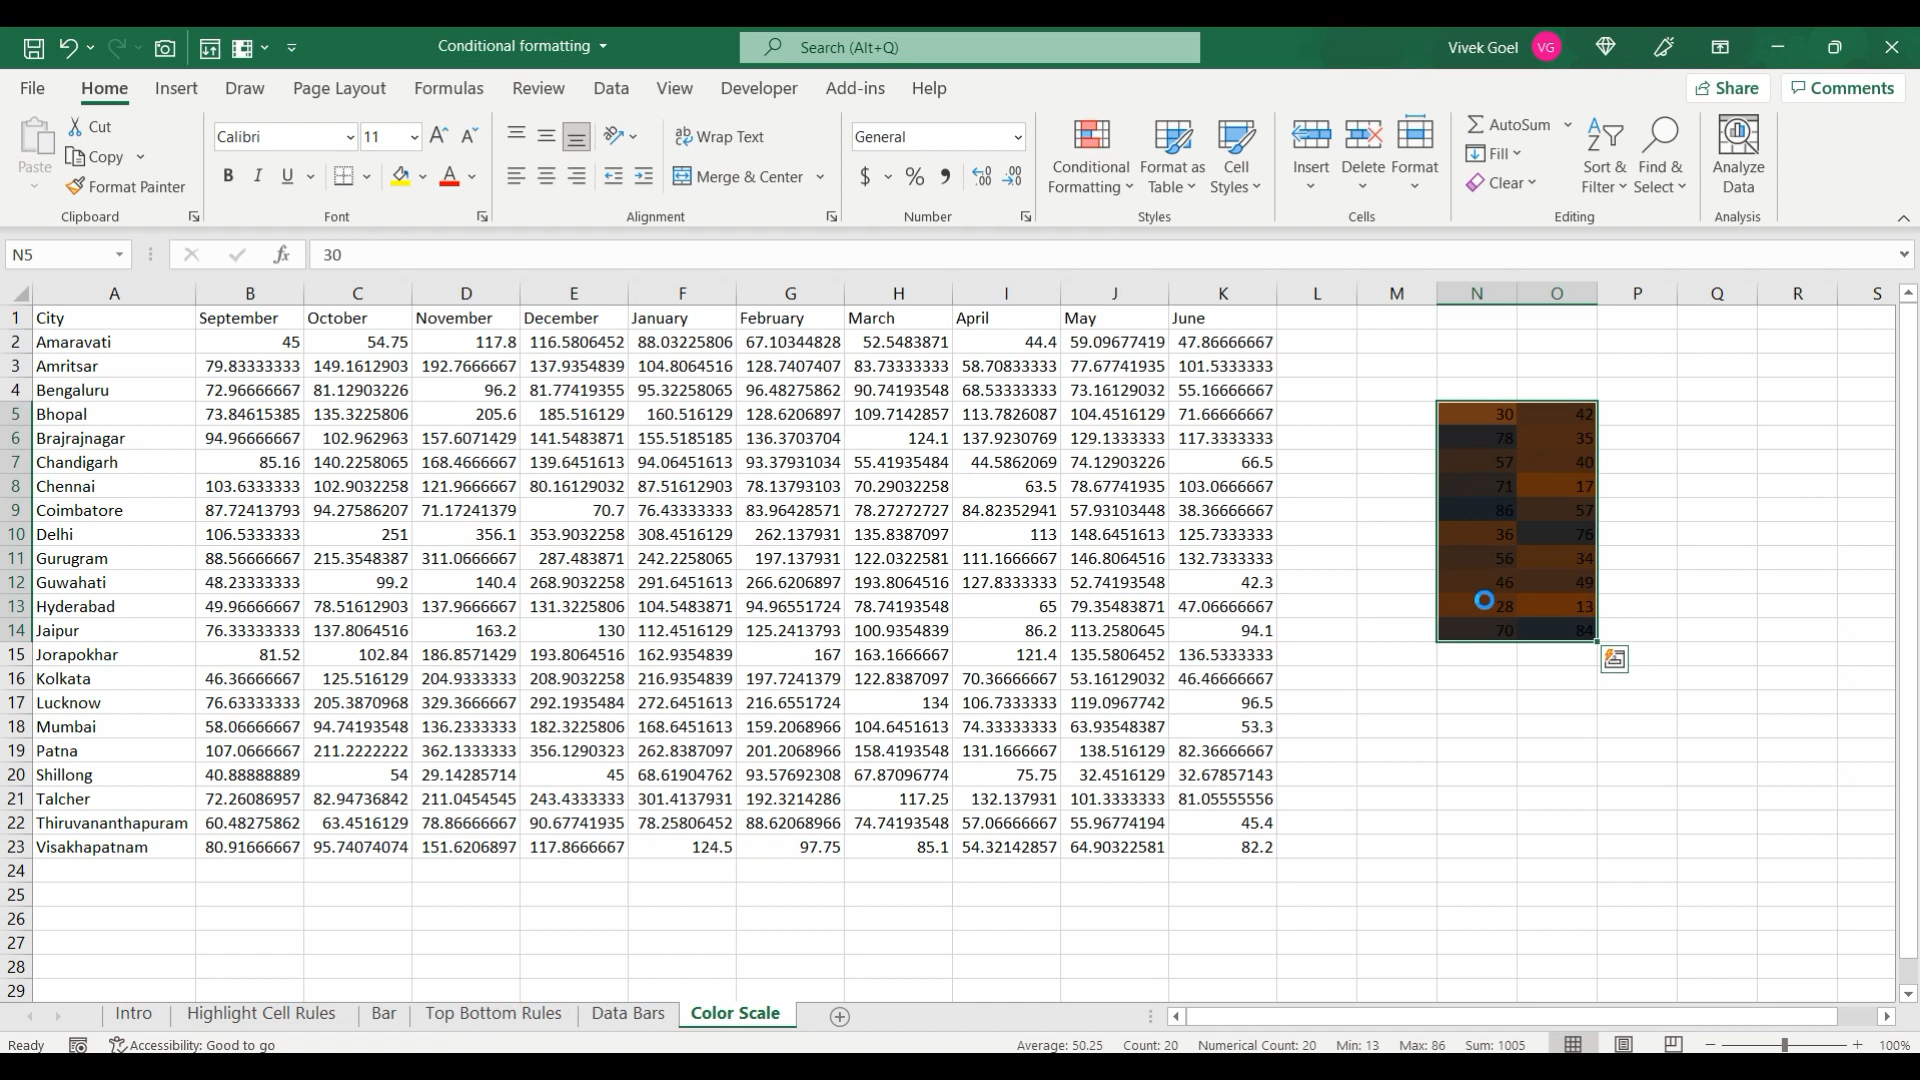 Conditional formatting
Search (Alt+Q)
Vivek Goel VG
File Home Insert Draw Page Layout Formulas Review Data View Developer Add-ins Help Share Comments
Paste
Cut
Copy
Format Painter
Clipboard
Calibri 11
B I U
Font
Wrap Text
Merge & Center
Alignment
General
$ % ,
Number
Conditional Formatting
Format as Table
Cell Styles
Styles
Insert Delete Format
Cells
AutoSum
Fill
Clear
Sort & Filter
Find & Select
Editing
Analyze Data
Analysis
N5 fx 30
A B C D E F G H I J K L M N O P Q R S
1 City September October November December January February March April May June
2 Amaravati 45 54.75 117.8 116.5806452 88.03225806 67.10344828 52.5483871 44.4 59.09677419 47.86666667
3 Amritsar 79.83333333 149.1612903 192.7666667 137.9354839 104.8064516 128.7407407 83.73333333 58.70833333 77.67741935 101.5333333
4 Bengaluru 72.96666667 81.12903226 96.2 81.77419355 95.32258065 96.48275862 90.74193548 68.53333333 73.16129032 55.16666667
5 Bhopal 73.84615385 135.3225806 205.6 185.516129 160.516129 128.6206897 109.7142857 113.7826087 104.4516129 71.66666667 30 42
6 Brajrajnagar 94.96666667 102.962963 157.6071429 141.5483871 155.5185185 136.3703704 124.1 137.9230769 129.1333333 117.3333333 78 35
7 Chandigarh 85.16 140.2258065 168.4666667 139.6451613 94.06451613 93.37931034 55.41935484 44.5862069 74.12903226 66.5 57 40
8 Chennai 103.6333333 102.9032258 121.9666667 80.16129032 87.51612903 78.13793103 70.29032258 63.5 78.67741935 103.0666667 71 17
9 Coimbatore 87.72413793 94.27586207 71.17241379 70.7 76.43333333 83.96428571 78.27272727 84.82352941 57.93103448 38.36666667 86 57
10 Delhi 106.5333333 251 356.1 353.9032258 308.4516129 262.137931 135.8387097 113 148.6451613 125.7333333 36 76
11 Gurugram 88.56666667 215.3548387 311.0666667 287.483871 242.2258065 197.137931 122.0322581 111.1666667 146.8064516 132.7333333 56 34
12 Guwahati 48.23333333 99.2 140.4 268.9032258 291.6451613 266.6206897 193.8064516 127.8333333 52.74193548 42.3 46 49
13 Hyderabad 49.96666667 78.51612903 137.9666667 131.3225806 104.5483871 94.96551724 78.74193548 65 79.35483871 47.06666667 28 13
14 Jaipur 76.33333333 137.8064516 163.2 130 112.4516129 125.2413793 100.9354839 86.2 113.2580645 94.1 70 84
15 Jorapokhar 81.52 102.84 186.8571429 193.8064516 162.9354839 167 163.1666667 121.4 135.5806452 136.5333333
16 Kolkata 46.36666667 125.516129 204.9333333 208.9032258 216.9354839 197.7241379 122.8387097 70.36666667 53.16129032 46.46666667
17 Lucknow 76.63333333 205.3870968 329.3666667 292.1935484 272.6451613 216.6551724 134 106.7333333 119.0967742 96.5
18 Mumbai 58.06666667 94.74193548 136.2333333 182.3225806 168.6451613 159.2068966 104.6451613 74.33333333 63.93548387 53.3
19 Patna 107.0666667 211.2222222 362.1333333 356.1290323 262.8387097 201.2068966 158.4193548 131.1666667 138.516129 82.36666667
20 Shillong 40.88888889 54 29.14285714 45 68.61904762 93.57692308 67.87096774 75.75 32.4516129 32.67857143
21 Talcher 72.26086957 82.94736842 211.0454545 243.4333333 301.4137931 192.3214286 117.25 132.137931 101.3333333 81.05555556
22 Thiruvananthapuram 60.48275862 63.4516129 78.86666667 90.67741935 78.25806452 88.62068966 74.74193548 57.06666667 55.96774194 45.4
23 Visakhapatnam 80.91666667 95.74074074 151.6206897 117.8666667 124.5 97.75 85.1 54.32142857 64.90322581 82.2
24
25
26
27
28
29
Intro Highlight Cell Rules Bar Top Bottom Rules Data Bars Color Scale
Ready Accessibility: Good to go Average: 50.25 Count: 20 Numerical Count: 20 Min: 13 Max: 86 Sum: 1005 100%